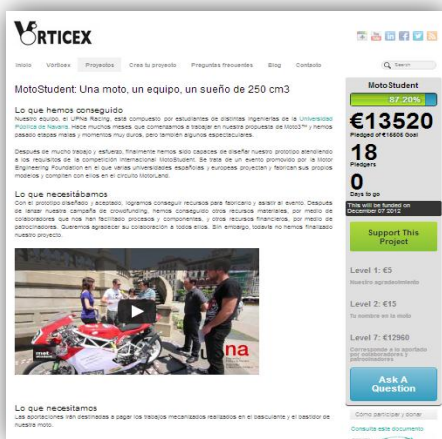 VÓRTICEX
Inicio Vórtices Proyectos Crea tu proyecto Preguntas frecuentes Blog Contacto
Search
MotoStudent: Una moto, un equipo, un sueño de 250 cm3
Lo que hemos conseguido
Nuestro equipo, el UPNa Racing, está compuesto por estudiantes de distintas ingenierías de la Universidad
Pública de Navarra. Hace muchos meses que comenzamos a trabajar en nuestra propuesta de Moto3™ y hemos
pasado etapas malas y momentos muy duros, pero también algunos espectaculares.
Después de mucho trabajo y esfuerzo, finalmente hemos sido capaces de diseñar nuestro prototipo atendiendo
a los requisitos de la competición internacional MotoStudent. Se trata de un evento promovido por la Motor
Engineering Foundation en el que varias universidades españolas y europeas proyectan y fabrican sus propios
modelos y compiten con ellos en el circuito MotorLand.
Lo que necesitábamos
Con el prototipo diseñado y aceptado, logramos conseguir recursos para fabricarlo y asistir al evento. Después
de lanzar nuestra campaña de crowdfunding, hemos conseguido otros recursos materiales, por medio de
colaboradores que nos han facilitado procesos y componentes, y otros recursos financieros, por medio de
patrocinadores. Queremos agradecer su colaboración a todos ellos. Sin embargo, todavía no hemos finalizado
nuestro proyecto.
na
Lo que necesitamos
Las aportaciones irán destinadas a pagar los trabajos mecanizados realizados en el basculante y el bastidor de
nuestra moto.
MotoStudent
87.20%
€13520
Pledged of €15505 Goal
18
Pledgers
0
Days to go
This will be funded on
December 07 2012
Support This
Project
Level 1: €5
Nuestro agradecimiento
Level 2: €15
Tu nombre en la moto
Level 7: €12960
Corresponde a lo aportado
por colaboradores y
patrocinadores
Ask A
Question
Cómo participar y donar
Consulta este documento